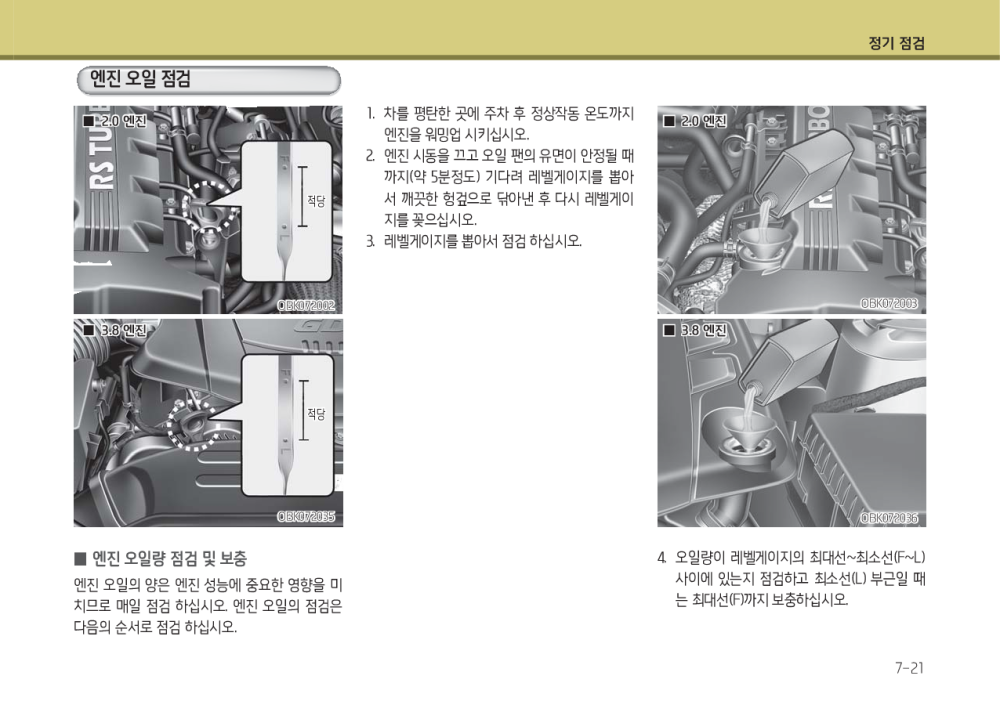 정기 점검
엔진 오일 점검
■ 2.0 엔진
RS TU
F
적당
L
OBK072002
■ 3.8 엔진
F
적당
L
OBK072035
■ 엔진 오일량 점검 및 보충
엔진 오일의 양은 엔진 성능에 중요한 영향을 미
치므로 매일 점검 하십시오. 엔진 오일의 점검은
다음의 순서로 점검 하십시오.
1. 차를 평탄한 곳에 주차 후 정상작동 온도까지
엔진을 워밍업 시키십시오.
2. 엔진 시동을 끄고 오일 팬의 유면이 안정될 때
까지(약 5분정도) 기다려 레벨게이지를 뽑아
서 깨끗한 헝겊으로 닦아낸 후 다시 레벨게이
지를 꽂으십시오.
3. 레벨게이지를 뽑아서 점검 하십시오.
■ 2.0 엔진
OBK072003
■ 3.8 엔진
OBK072036
4. 오일량이 레벨게이지의 최대선~최소선(F~L)
사이에 있는지 점검하고 최소선(L) 부근일 때
는 최대선(F)까지 보충하십시오.
7-21